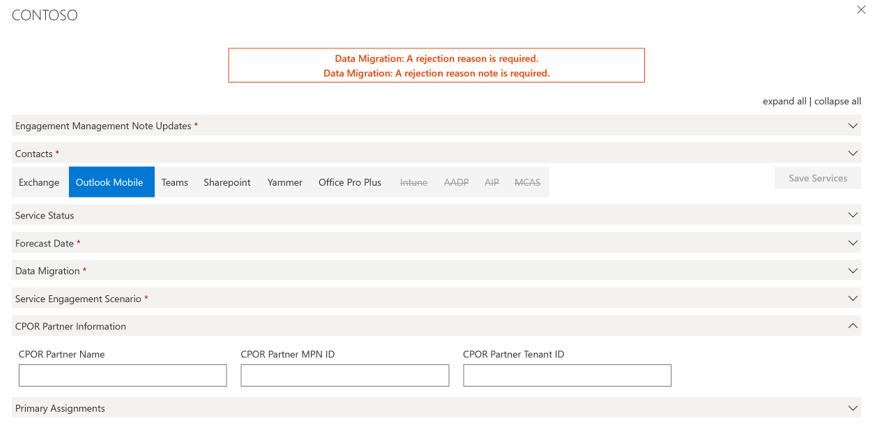 CONTOSO
Data Migration: A rejection reason is required.
Data Migration: A rejection reason note is required.
expand all | collapse all
Engagement Management Note Updates *
Contacts *
Exchange Outlook Mobile Teams Sharepoint Yammer Office Pro Plus Intune AADP AIP MCAS Save Services
Service Status
Forecast Date *
Data Migration *
Service Engagement Scenario *
CPOR Partner Information
CPOR Partner Name CPOR Partner MPN ID CPOR Partner Tenant ID
Primary Assignments